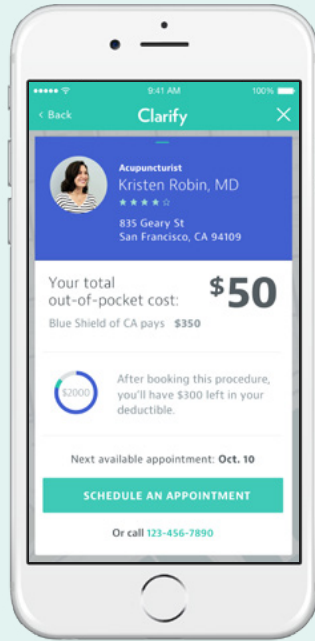 9:41 AM 100%
< Back Clarify
Acupuncturist
Kristen Robin, MD
835 Geary St
San Francisco, CA 94109
Your total
out-of-pocket cost: $50
Blue Shield of CA pays $350
$2000
After booking this procedure,
you'll have $300 left in your
deductible.
Next available appointment: Oct. 10
SCHEDULE AN APPOINTMENT
Or call 123-456-7890